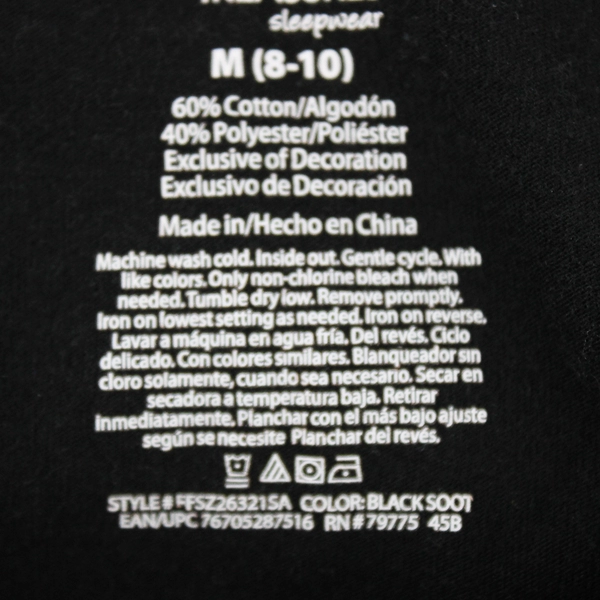 sleepwear
M (8-10)
60% Cotton/Algodón
40% Polyester/Poliéster
Exclusive of Decoration
Exclusivo de Decoración
Made in/Hecho en China
Machine wash cold. Inside out. Gentle cycle. With
like colors. Only non-chlorine bleach when
needed. Tumble dry low. Remove promptly.
Iron on lowest setting as needed. Iron on reverse.
Lavar a máquina en agua fría. Del revés. Ciclo
delicado. Con colores similares. Blanqueador sin
cloro solamente, cuando sea necesario. Secar en
secadora a temperatura baja. Retirar
inmediatamente. Planchar con el más bajo ajuste
según se necesite Planchar del revés.
STYLE # FFSZ26321SA COLOR: BLACK SOOT
EAN/UPC 76705287516 RN # 79775 45B